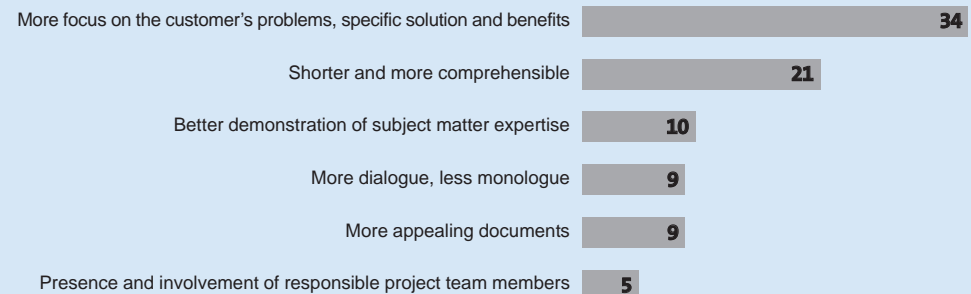 More focus on the customer’s problems, specific solution and benefits 34
Shorter and more comprehensible 21
Better demonstration of subject matter expertise 10
More dialogue, less monologue 9
More appealing documents 9
Presence and involvement of responsible project team members 5